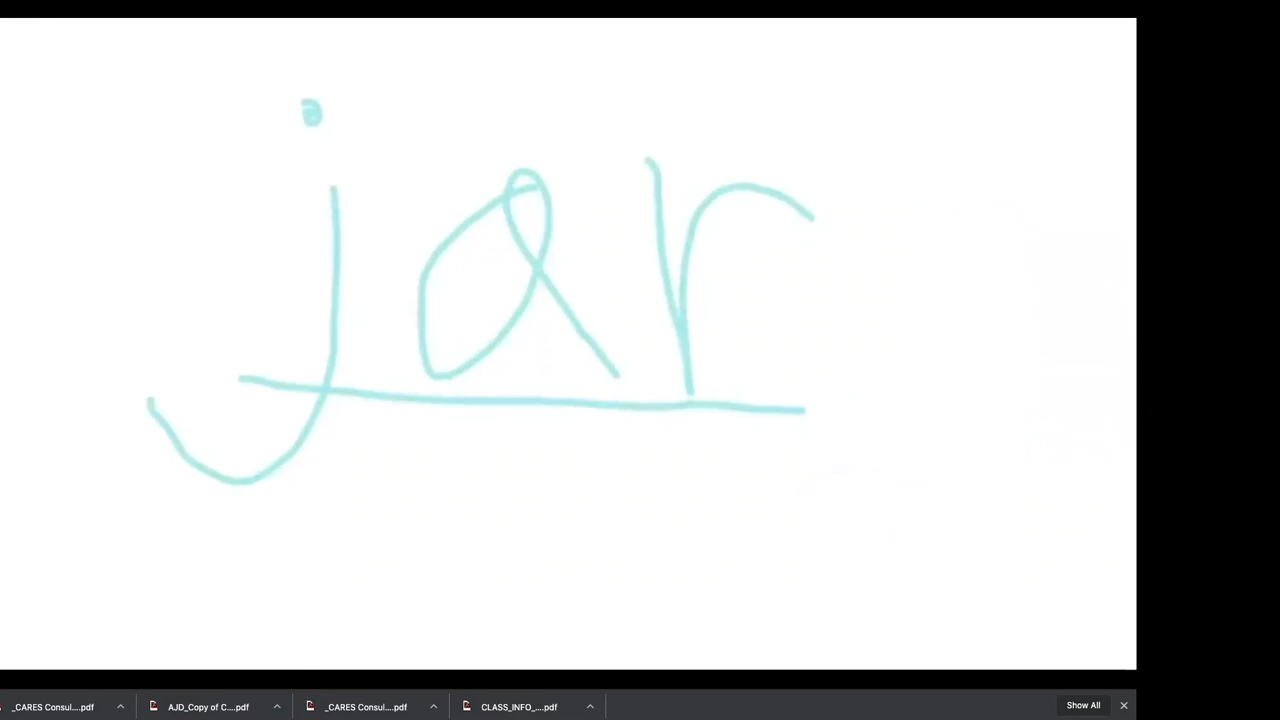 jar
_CARES Consul....pdf AJD_Copy of C....pdf _CARES Consul....pdf CLASS_INFO_....pdf Show All